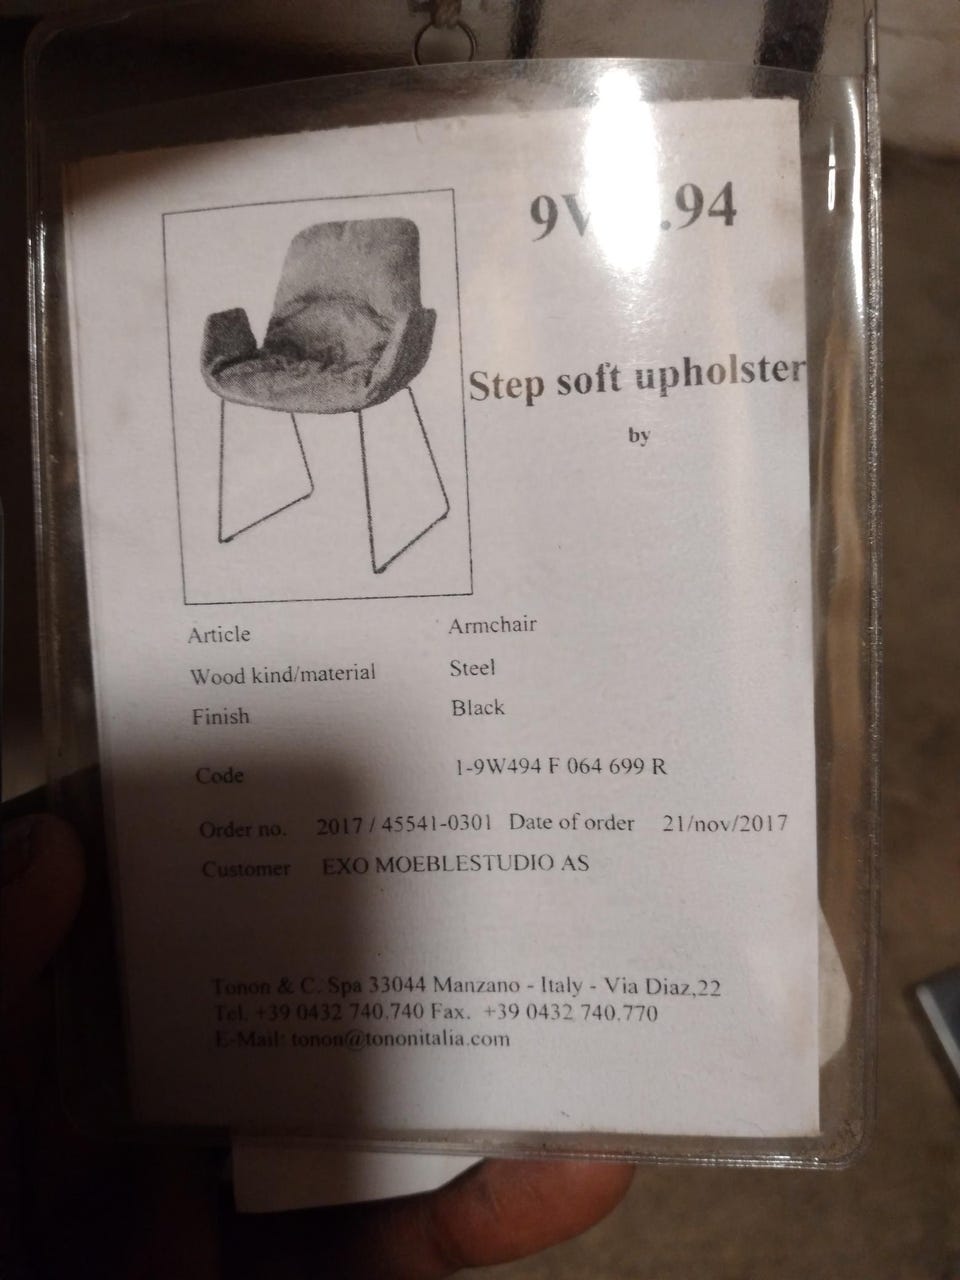 .94
Step soft upholster
by
Article Armchair
Wood kind/material Steel
Finish Black
Code 1-9W494 F 064 699 R
Order no. 2017 / 45541-0301 Date of order 21/nov/2017
Customer EXO MOEBLESTUDIO AS
Tonon & C. Spa 33044 Manzano - Italy - Via Diaz,22
Tel. +39 0432 740.740 Fax. +39 0432 740.770
E-Mail: tonon@tononitalia.com